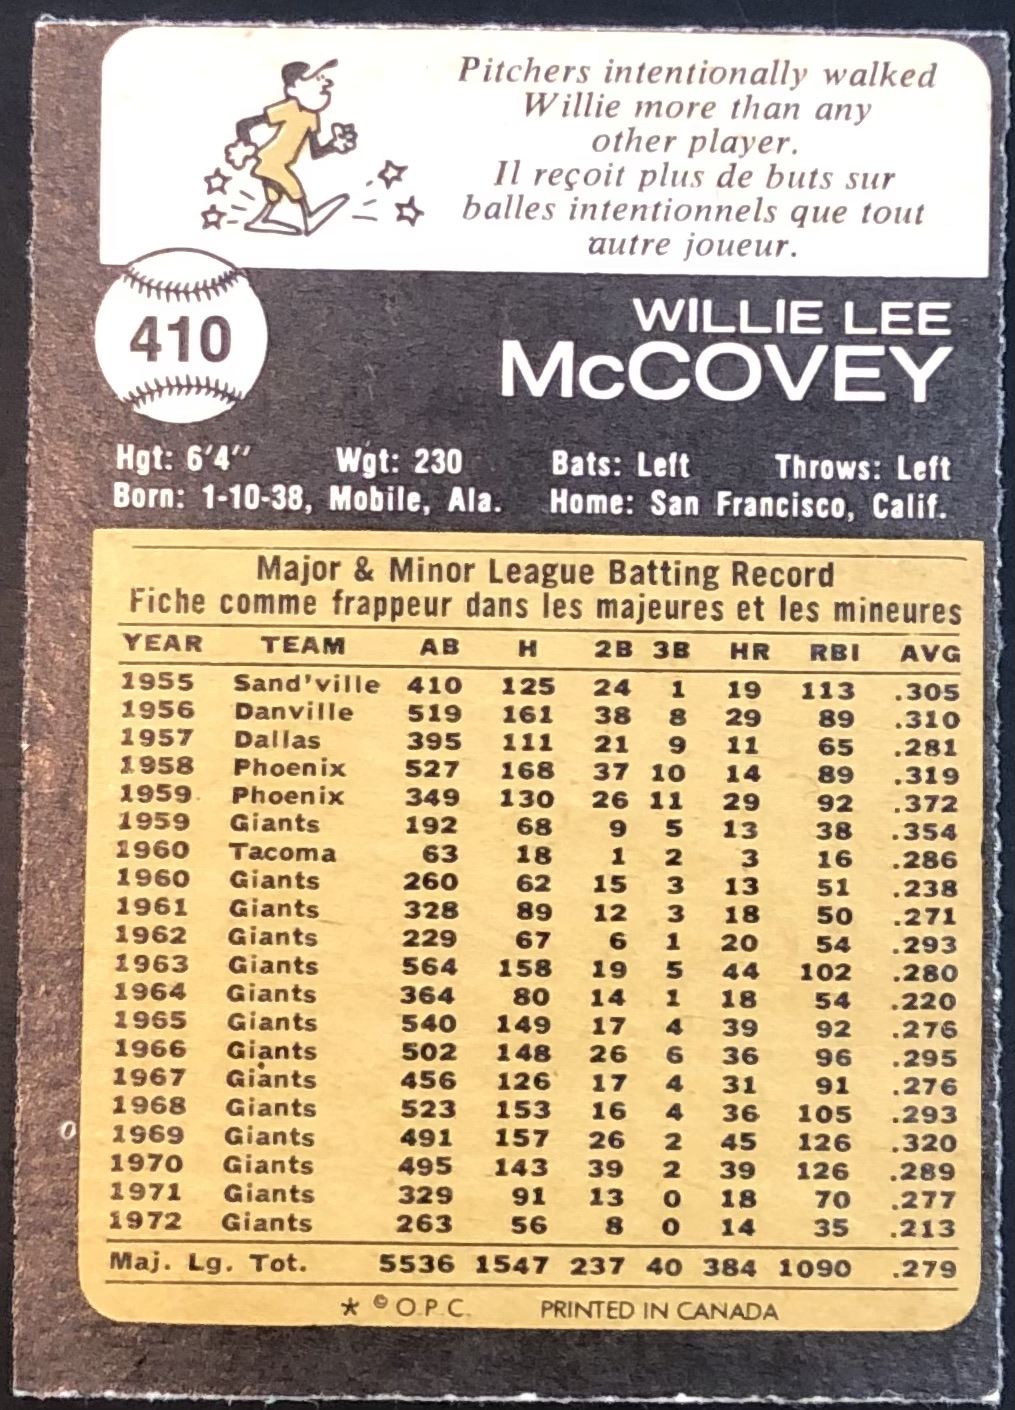 Pitchers intentionally walked
Willie more than any
other player.
Il reçoit plus de buts sur
balles intentionnels que tout
autre joueur.
410
WILLIE LEE
McCOVEY
Hgt: 6'4" Wgt: 230 Bats: Left Throws: Left
Born: 1-10-38, Mobile, Ala. Home: San Francisco, Calif.
Major & Minor League Batting Record
Fiche comme frappeur dans les majeures et les mineures
YEAR TEAM AB H 2B 3B HR RBI AVG
1955 Sand'ville 410 125 24 1 19 113 .305
1956 Danville 519 161 38 8 29 89 .310
1957 Dallas 395 111 21 9 11 65 .281
1958 Phoenix 527 168 37 10 14 89 .319
1959 Phoenix 349 130 26 11 29 92 .372
1959 Giants 192 68 9 5 13 38 .354
1960 Tacoma 63 18 1 2 3 16 .286
1960 Giants 260 62 15 3 13 51 .238
1961 Giants 328 89 12 3 18 50 .271
1962 Giants 229 67 6 1 20 54 .293
1963 Giants 564 158 19 5 44 102 .280
1964 Giants 364 80 14 1 18 54 .220
1965 Giants 540 149 17 4 39 92 .276
1966 Giants 502 148 26 6 36 96 .295
1967 Giants 456 126 17 4 31 91 .276
1968 Giants 523 153 16 4 36 105 .293
1969 Giants 491 157 26 2 45 126 .320
1970 Giants 495 143 39 2 39 126 .289
1971 Giants 329 91 13 0 18 70 .277
1972 Giants 263 56 8 0 14 35 .213
Maj. Lg. Tot. 5536 1547 237 40 384 1090 .279
* © O.P.C. PRINTED IN CANADA